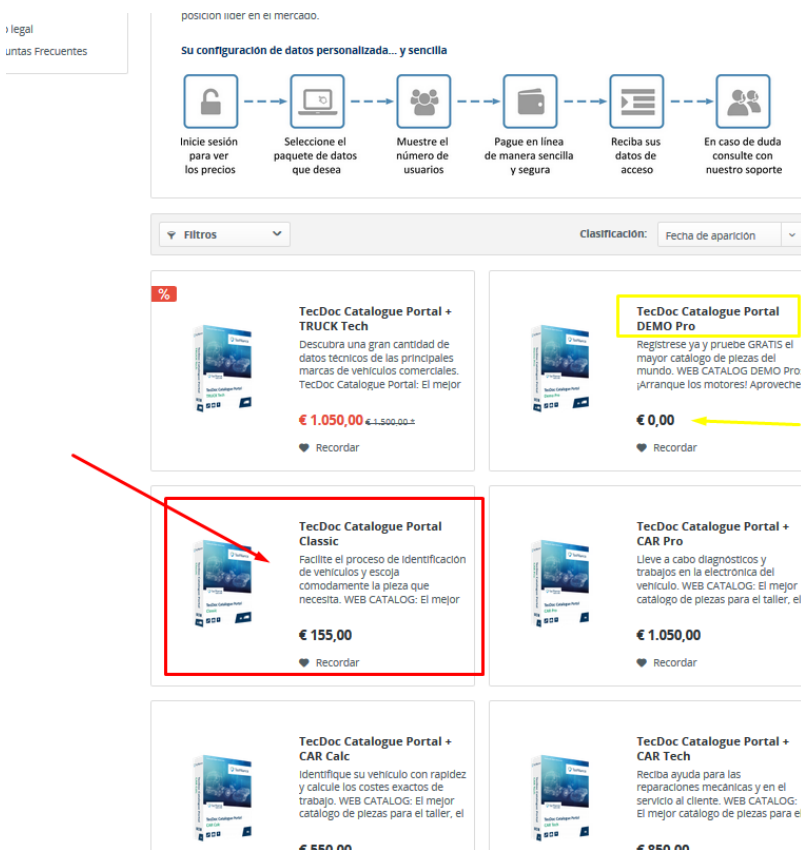 posición líder en el mercado.
legal
untas Frecuentes
Su configuración de datos personalizada... y sencilla
Inicie sesión
para ver
los precios
Seleccione el
paquete de datos
que desea
Muestre el
número de
usuarios
Pague en línea
de manera sencilla
y segura
Reciba sus
datos de
acceso
En caso de duda
consulte con
nuestro soporte
Filtros
Clasificación:
Fecha de aparición
%
TecDoc Catalogue Portal +
TRUCK Tech
Descubra una gran cantidad de
datos técnicos de las principales
marcas de vehículos comerciales.
TecDoc Catalogue Portal: El mejor
€ 1.050,00 € 1.500,00 *
Recordar
TecDoc Catalogue Portal
DEMO Pro
Regístrese ya y pruebe GRATIS el
mayor catálogo de piezas del
mundo. WEB CATALOG DEMO Pro:
¡Arranque los motores! Aproveche
€ 0,00
Recordar
TecDoc Catalogue Portal
Classic
Facilite el proceso de identificación
de vehículos y escoja
cómodamente la pieza que
necesita. WEB CATALOG: El mejor
€ 155,00
Recordar
TecDoc Catalogue Portal +
CAR Pro
Lleve a cabo diagnósticos y
trabajos en la electrónica del
vehículo. WEB CATALOG: El mejor
catálogo de piezas para el taller, el
€ 1.050,00
Recordar
TecDoc Catalogue Portal +
CAR Calc
Identifique su vehículo con rapidez
y calcule los costes exactos de
trabajo. WEB CATALOG: El mejor
catálogo de piezas para el taller, el
€ 550,00
TecDoc Catalogue Portal +
CAR Tech
Reciba ayuda para las
reparaciones mecánicas y en el
servicio al cliente. WEB CATALOG:
El mejor catálogo de piezas para el
€ 850,00